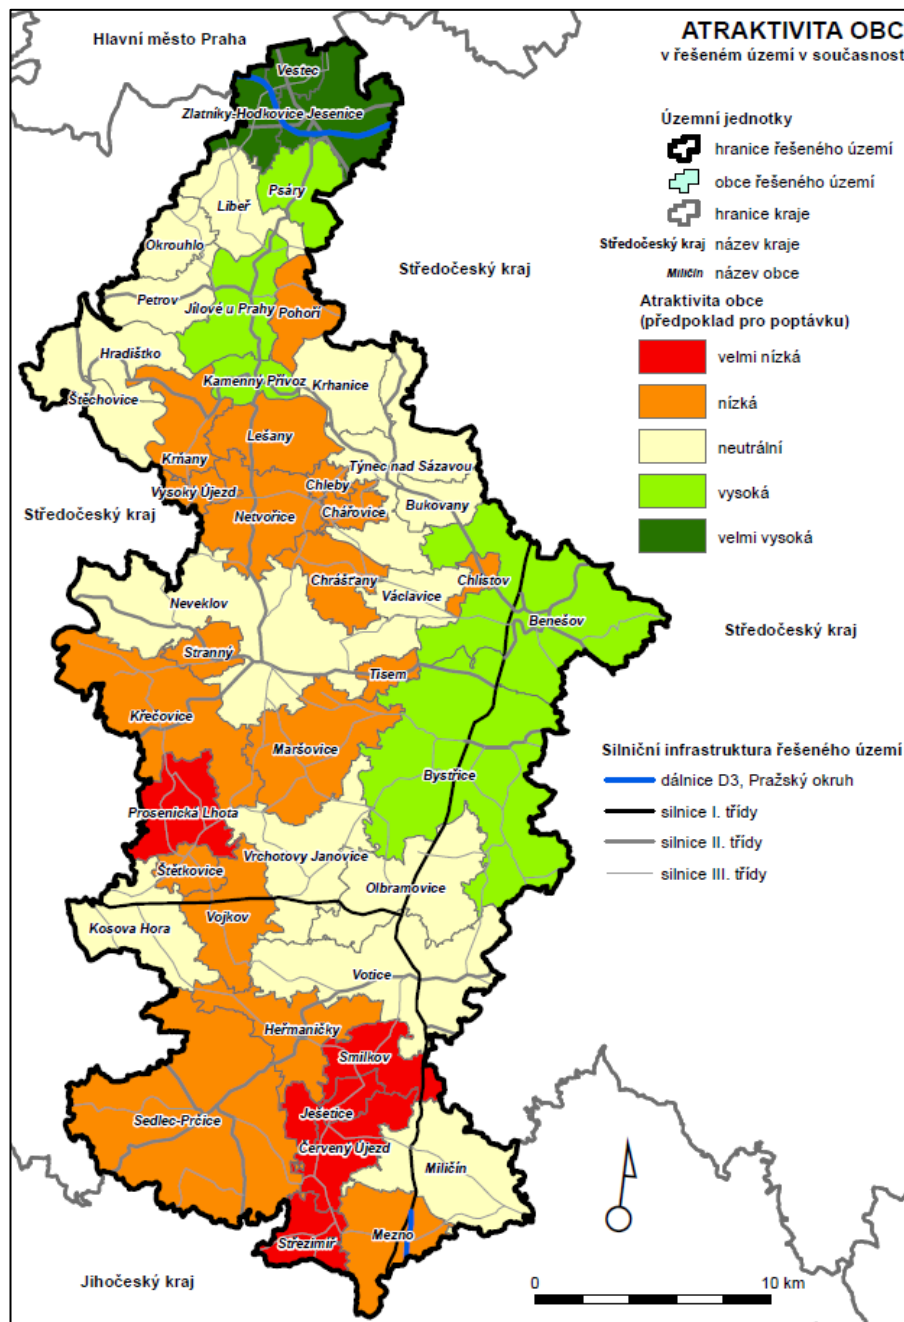 Hlavní město Praha
ATRAKTIVITA OBC
v řešeném území v současnost
Vestec
Zlatníky-Hodkovice Jesenice
Územní jednotky
hranice řešeného území
obce řešeného území
hranice kraje
Středočeský kraj název kraje
Miličín název obce
Psáry
Libeř
Okrouhlo
Středočeský kraj
Petrov
Jílové u Prahy
Pohoří
Atraktivita obce
(předpoklad pro poptávku)
velmi nízká
nízká
neutrální
vysoká
velmi vysoká
Hradištko
Kamenný Přívoz
Krhanice
Štěchovice
Lešany
Krňany
Týnec nad Sázavou
Vysoký Újezd
Chleby
Bukovany
Středočeský kraj
Netvořice
Chářovice
Chrášťany
Chlístov
Václavice
Neveklov
Benešov
Středočeský kraj
Stranný
Tisem
Křečovice
Maršovice
Bystřice
Silniční infrastruktura řešeného území
dálnice D3, Pražský okruh
silnice I. třídy
silnice II. třídy
silnice III. třídy
Prosenická Lhota
Vrchotovy Janovice
Štětkovice
Olbramovice
Vojkov
Kosova Hora
Votice
Heřmaničky
Smilkov
Ješetice
Sedlec-Prčice
Červený Újezd
Miličín
Mezno
Střezimíř
Jihočeský kraj
0 10 km